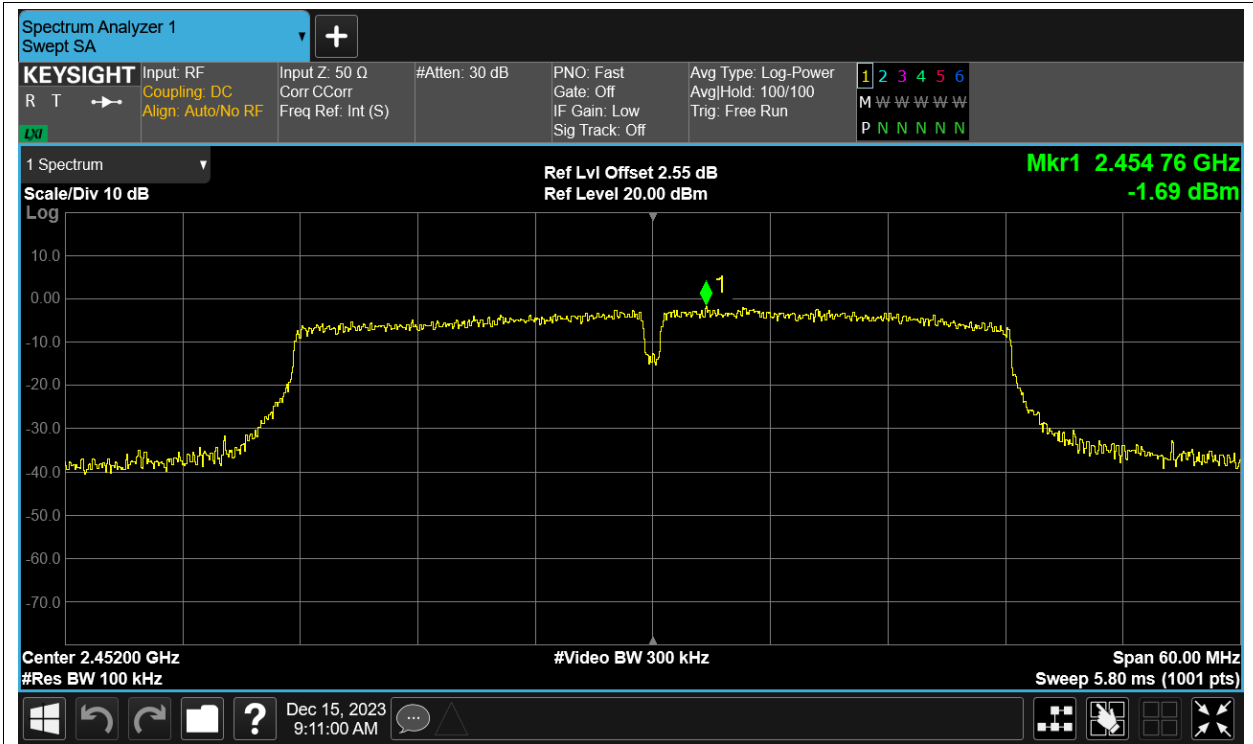 Spectrum Analyzer 1
Swept SA
+
KEYSIGHT
R T
LXI
Input: RF
Coupling: DC
Align: Auto/No RF
Input Z: 50 Ω
Corr CCorr
Freq Ref: Int (S)
#Atten: 30 dB
PNO: Fast
Gate: Off
IF Gain: Low
Sig Track: Off
Avg Type: Log-Power
Avg|Hold: 100/100
Trig: Free Run
1 2 3 4 5 6
M W W W W W
P N N N N N
1 Spectrum
Scale/Div 10 dB
Log
Ref Lvl Offset 2.55 dB
Ref Level 20.00 dBm
Mkr1 2.454 76 GHz
-1.69 dBm
1
10.0
0.00
-10.0
-20.0
-30.0
-40.0
-50.0
-60.0
-70.0
Center 2.45200 GHz
#Res BW 100 kHz
#Video BW 300 kHz
Span 60.00 MHz
Sweep 5.80 ms (1001 pts)
?
Dec 15, 2023
9:11:00 AM